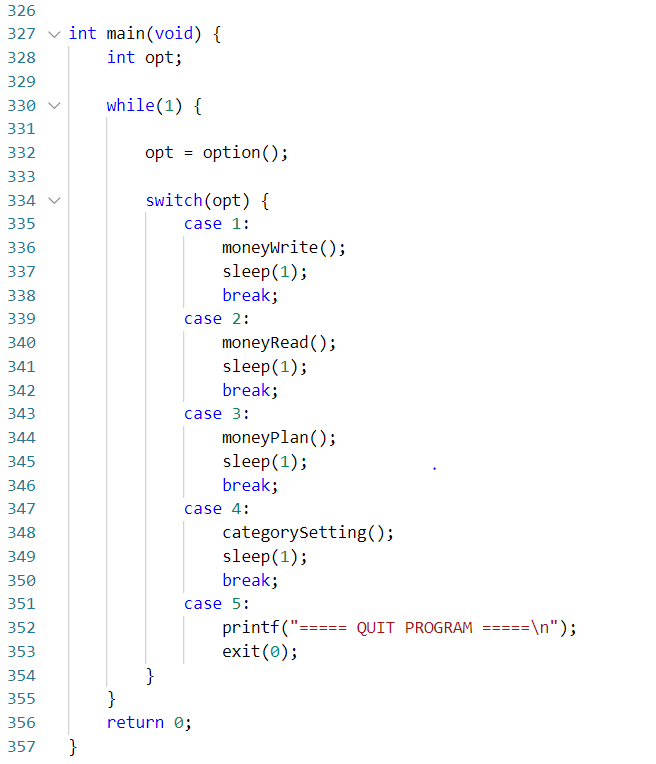 326
327 int main(void) {
328     int opt;
329
330     while(1) {
331
332         opt = option();
333
334         switch(opt) {
335             case 1:
336                 moneyWrite();
337                 sleep(1);
338                 break;
339             case 2:
340                 moneyRead();
341                 sleep(1);
342                 break;
343             case 3:
344                 moneyPlan();
345                 sleep(1);
346                 break;
347             case 4:
348                 categorySetting();
349                 sleep(1);
350                 break;
351             case 5:
352                 printf("===== QUIT PROGRAM =====\n");
353                 exit(0);
354         }
355     }
356     return 0;
357 }